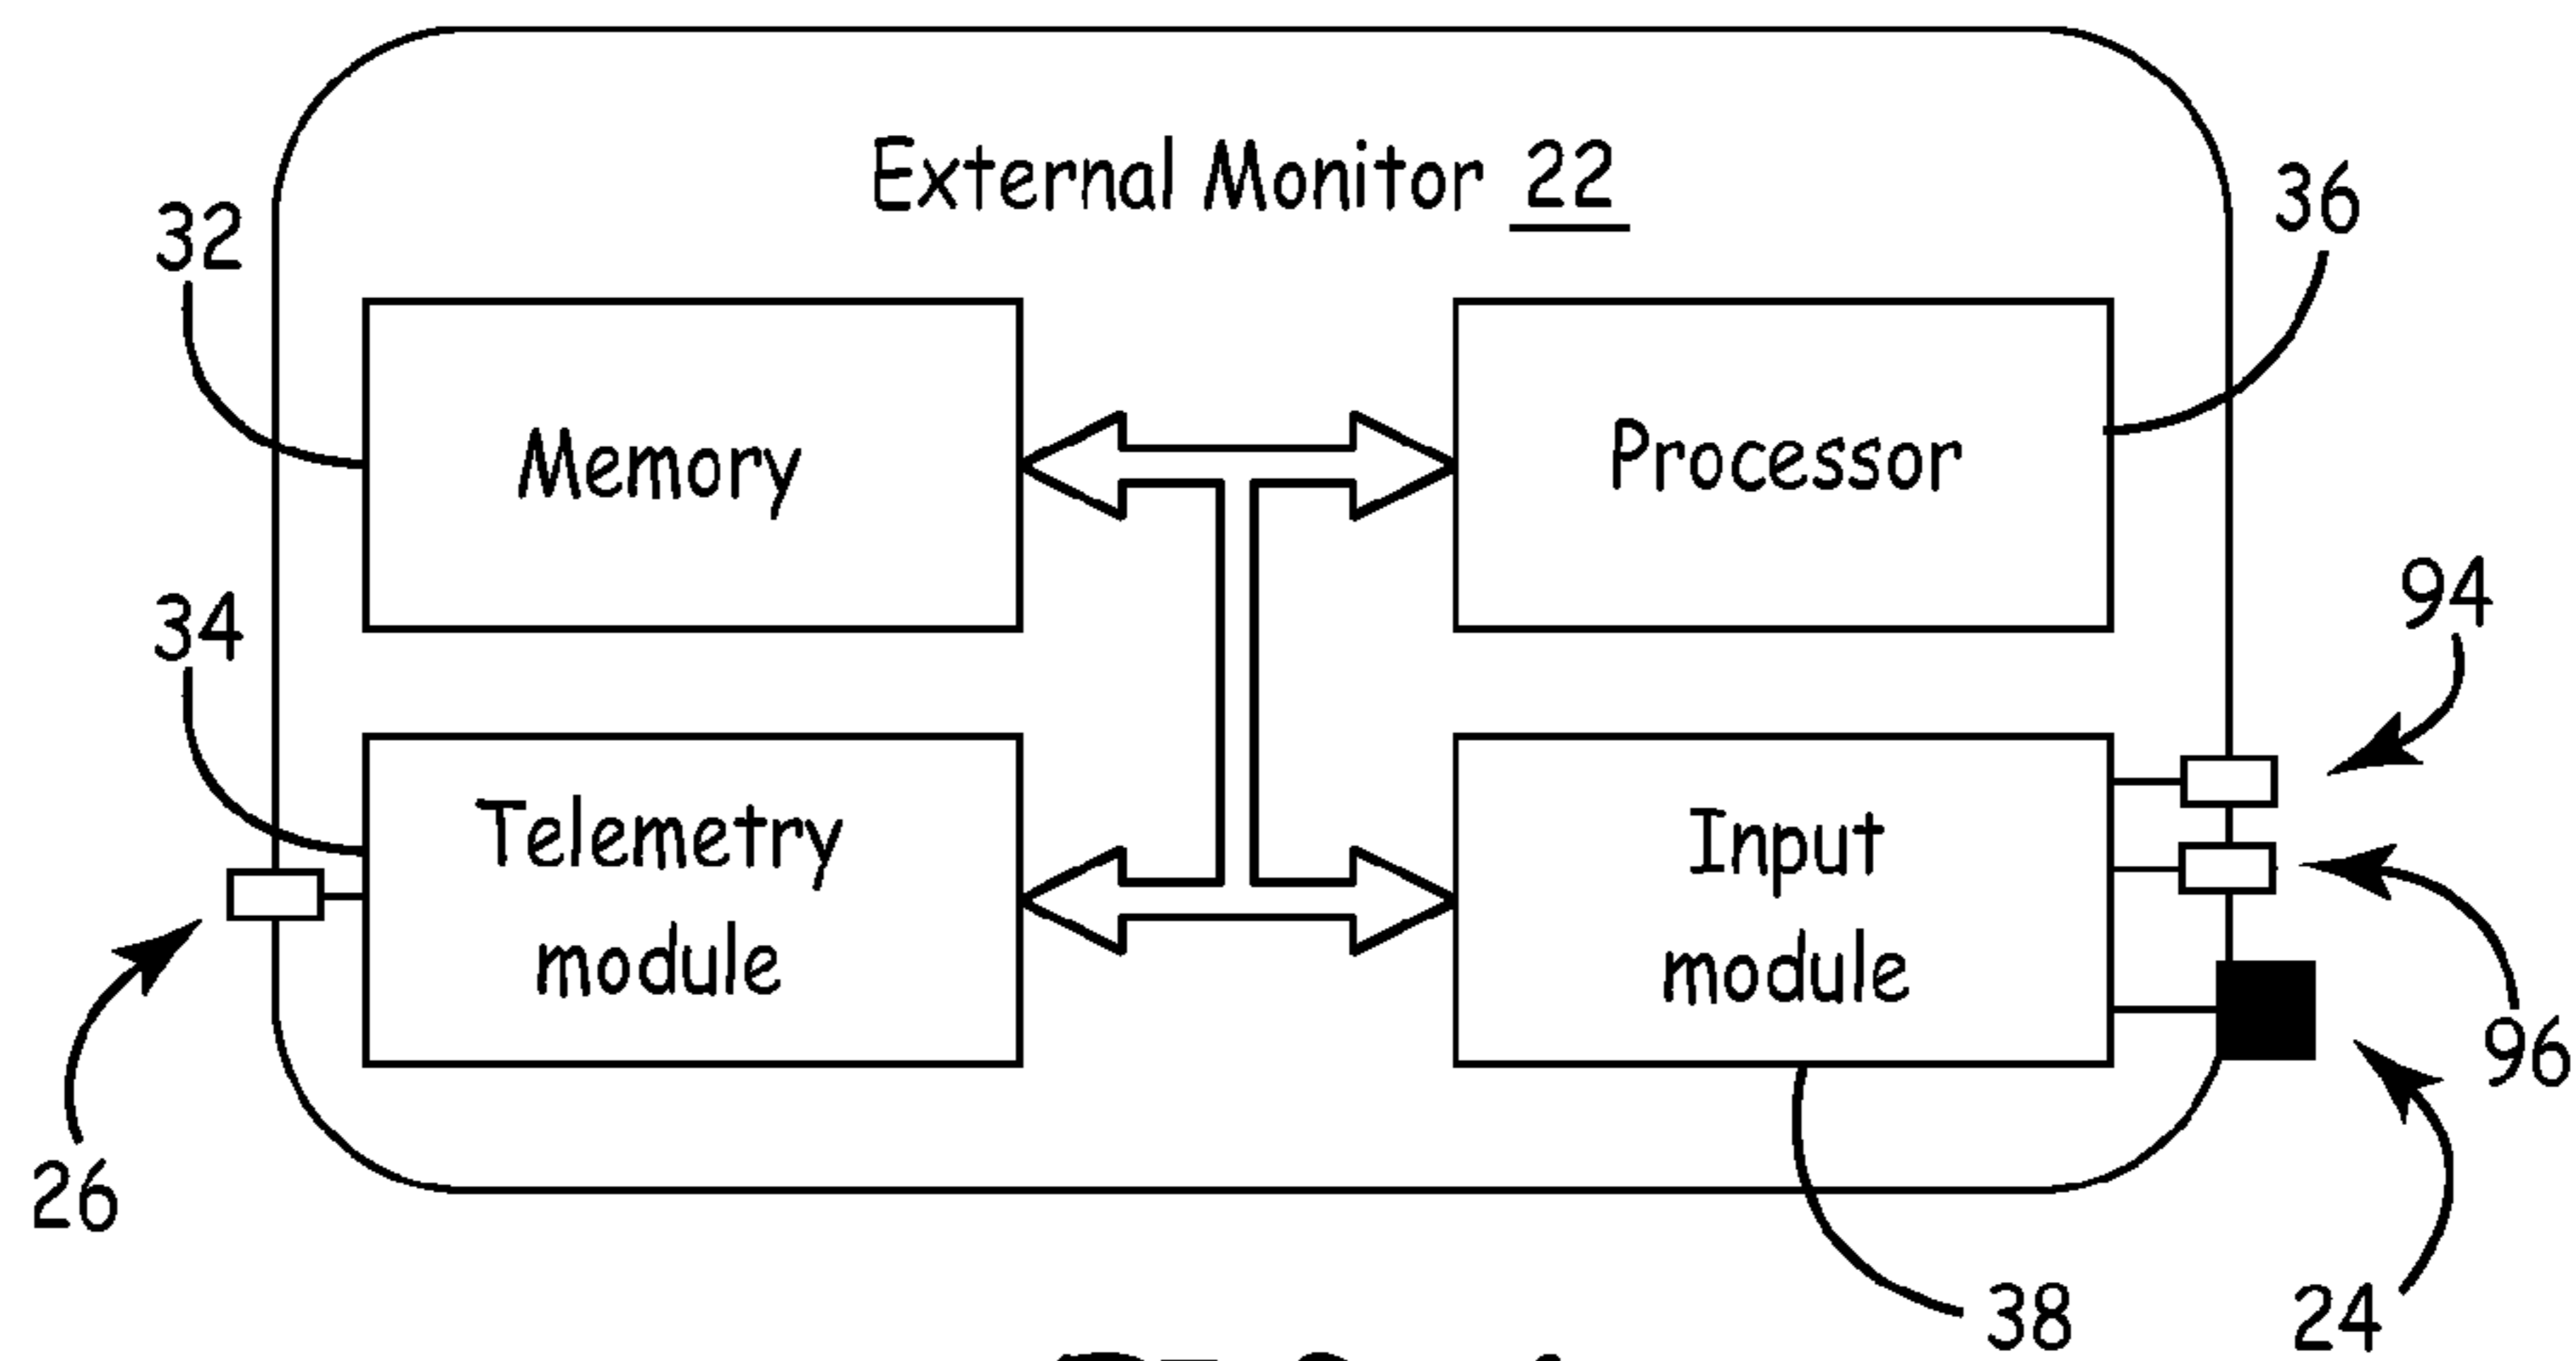 External Monitor 22
32
36
Memory
Processor
94
34
Telemetry
module
Input
module
96
26
38
24